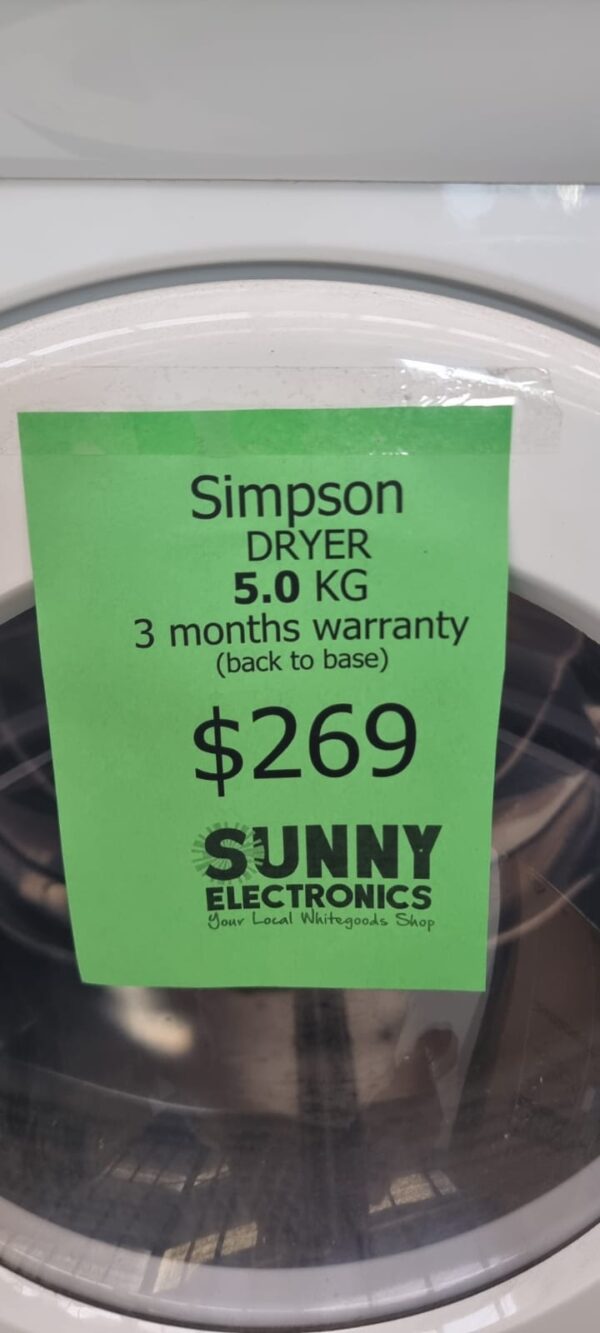 Simpson
DRYER
5.0 KG
3 months warranty
(back to base)
$269
SUNNY
ELECTRONICS
Your Local Whitegoods Shop